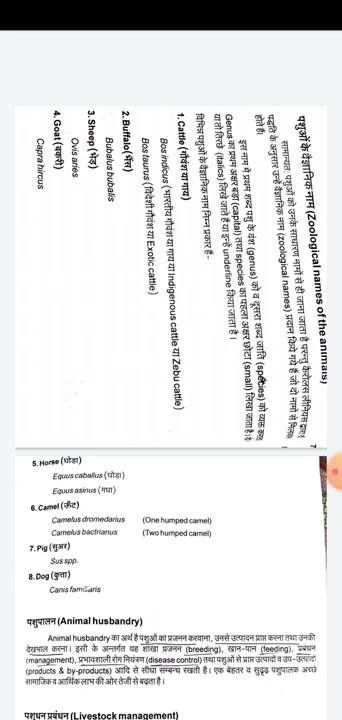 पशुओं के वैज्ञानिक नाम (Zoological names of the animals)
सामान्यतः पशुओं को उनके साधारण नामों से ही जाना जाता है परन्तु कैरोलस लीनियस द्वारा
पद्धति के अनुसार उन्हें वैज्ञानिक नाम (zoological names) प्रदान किये गये हैं जो दो नामों से मिलकर
होते हैं।
इस नाम में प्रथम शब्द पशु के वंश (genus) को व दूसरा शब्द जाति (species) को व्यक्त करता
Genus का प्रथम अक्षर बड़ा (capital) तथा species का पहला अक्षर छोटा (small) लिखा जाता है।
या तो तिरछे (italics) लिखे जाते हैं या इन्हें underline किया जाता है।
विभिन्न पशुओं के वैज्ञानिक नाम निम्न प्रकार हैं-
1. Cattle (गौवंश या गाय)
Bos indicus (भारतीय गौवंश या गाय या Indigenous cattle या Zebu cattle)
Bos taurus (विदेशी गौवंश या Exotic cattle)
2. Buffalo (भैंस)
Bubalus bubalis
3. Sheep (भेड़)
Ovis aries
4. Goat (बकरी)
Capra hircus
5. Horse (घोडा)
Equus caballus (घोडा)
Equus asinus (गधा)
6. Camel (ऊँट)
Camelus dromedarius (One humped camel)
Camelus bactrianus (Two humped camel)
7. Pig (सुअर)
Sus spp.
8. Dog (कुत्ता)
Canis familiaris
पशुपालन (Animal husbandry)
Animal husbandry का अर्थ है पशुओं का प्रजनन करवाना, उनसे उत्पादन प्राप्त करना तथा उनकी
देखभाल करना। इसी के अन्तर्गत यह शाखा प्रजनन (breeding), खान-पान (feeding), प्रबंधन
(management), प्रभावशाली रोग नियंत्रण (disease control) तथा पशुओं से प्राप्त उत्पादों व उप-उत्पादों
(products & by-products) आदि से सीधा सम्बन्ध रखती है। एक बेहतर व सुदृढ़ पशुपालक अच्छे
सामाजिक व आर्थिक लाभ की ओर तेजी से बढ़ता है।
पशुधन प्रबंधन (Livestock management)